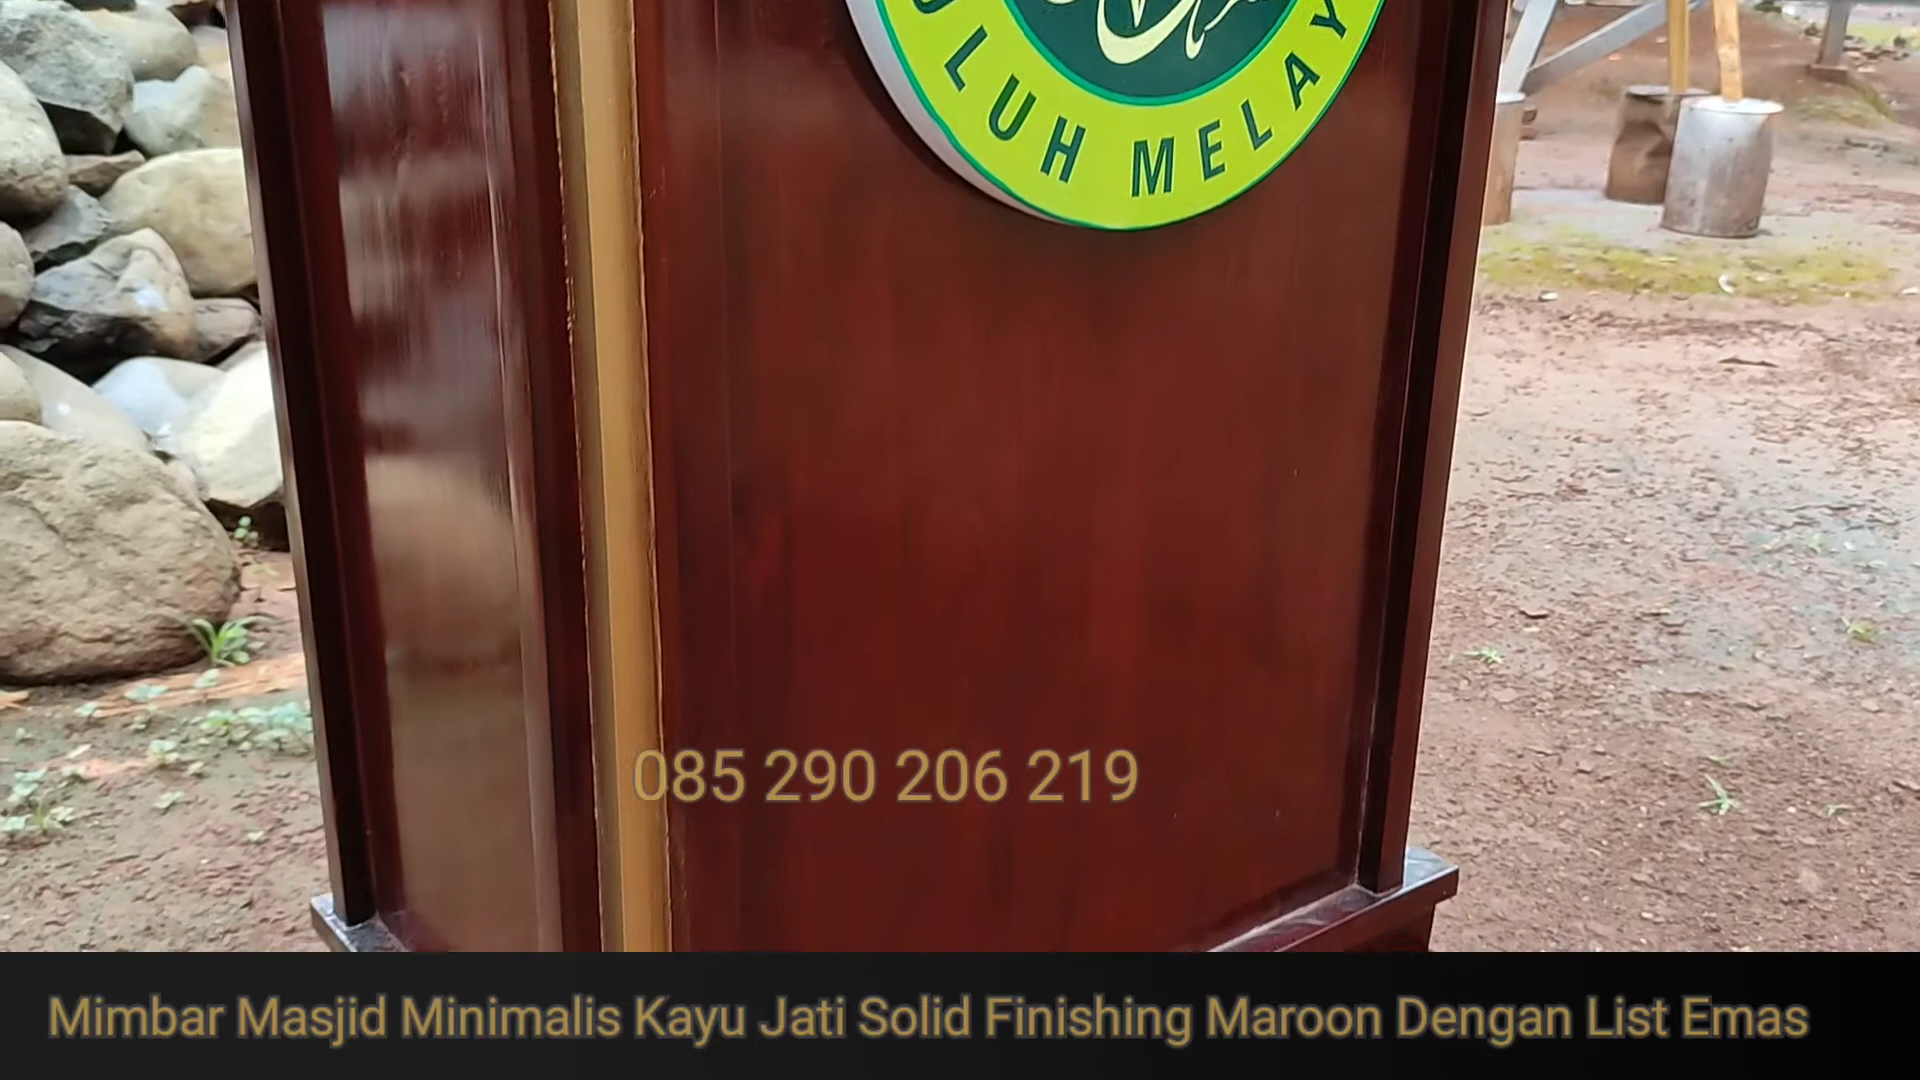 ULUH MELAY
085 290 206 219
Mimbar Masjid Minimalis Kayu Jati Solid Finishing Maroon Dengan List Emas